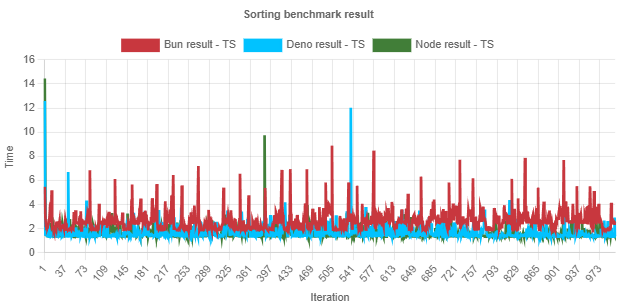 Sorting benchmark result
Bun result - TS Deno result - TS Node result - TS
16
14
12
10
8
6
4
2
0
Time
1 37 73 109 145 181 217 253 289 325 361 397 433 469 505 541 577 613 649 685 721 757 793 829 865 901 937 973
Iteration